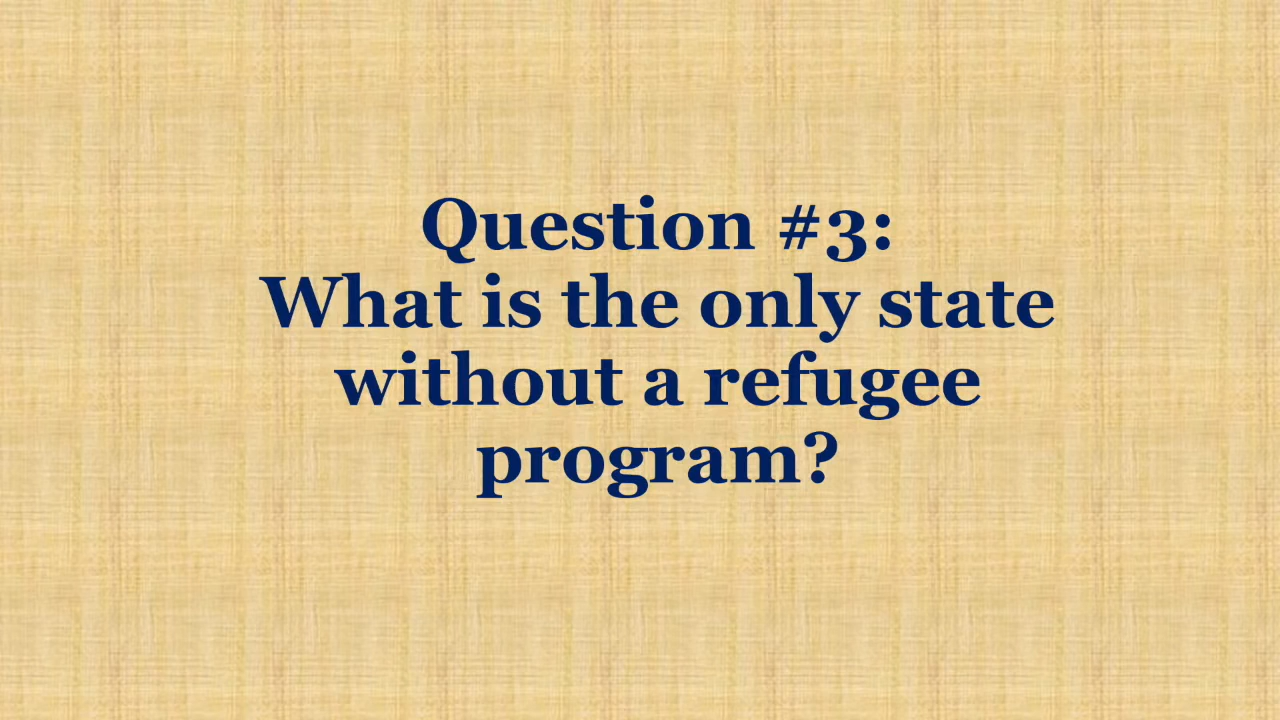 Question #3:
What is the only state
without a refugee
program?